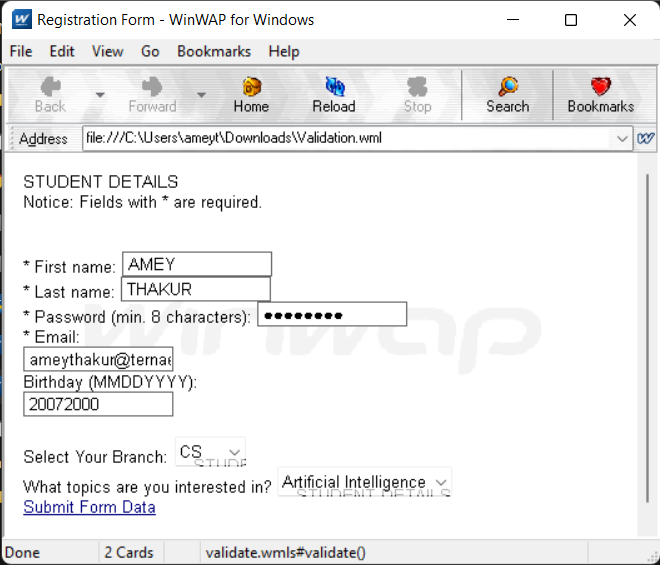 Registration Form - WinWAP for Windows
File Edit View Go Bookmarks Help
Back Forward Home Reload Stop Search Bookmarks
Address file:///C:\Users\ameyt\Downloads\Validation.wml
STUDENT DETAILS
Notice: Fields with * are required.
* First name: AMEY
* Last name: THAKUR
* Password (min. 8 characters): ●●●●●●●●
* Email:
ameythakur@ternae
Birthday (MMDDYYYY):
20072000
winwap
Select Your Branch: CS
What topics are you interested in? Artificial Intelligence
STUDENT DETAILS
Submit Form Data
Done 2 Cards validate.wmls#validate()